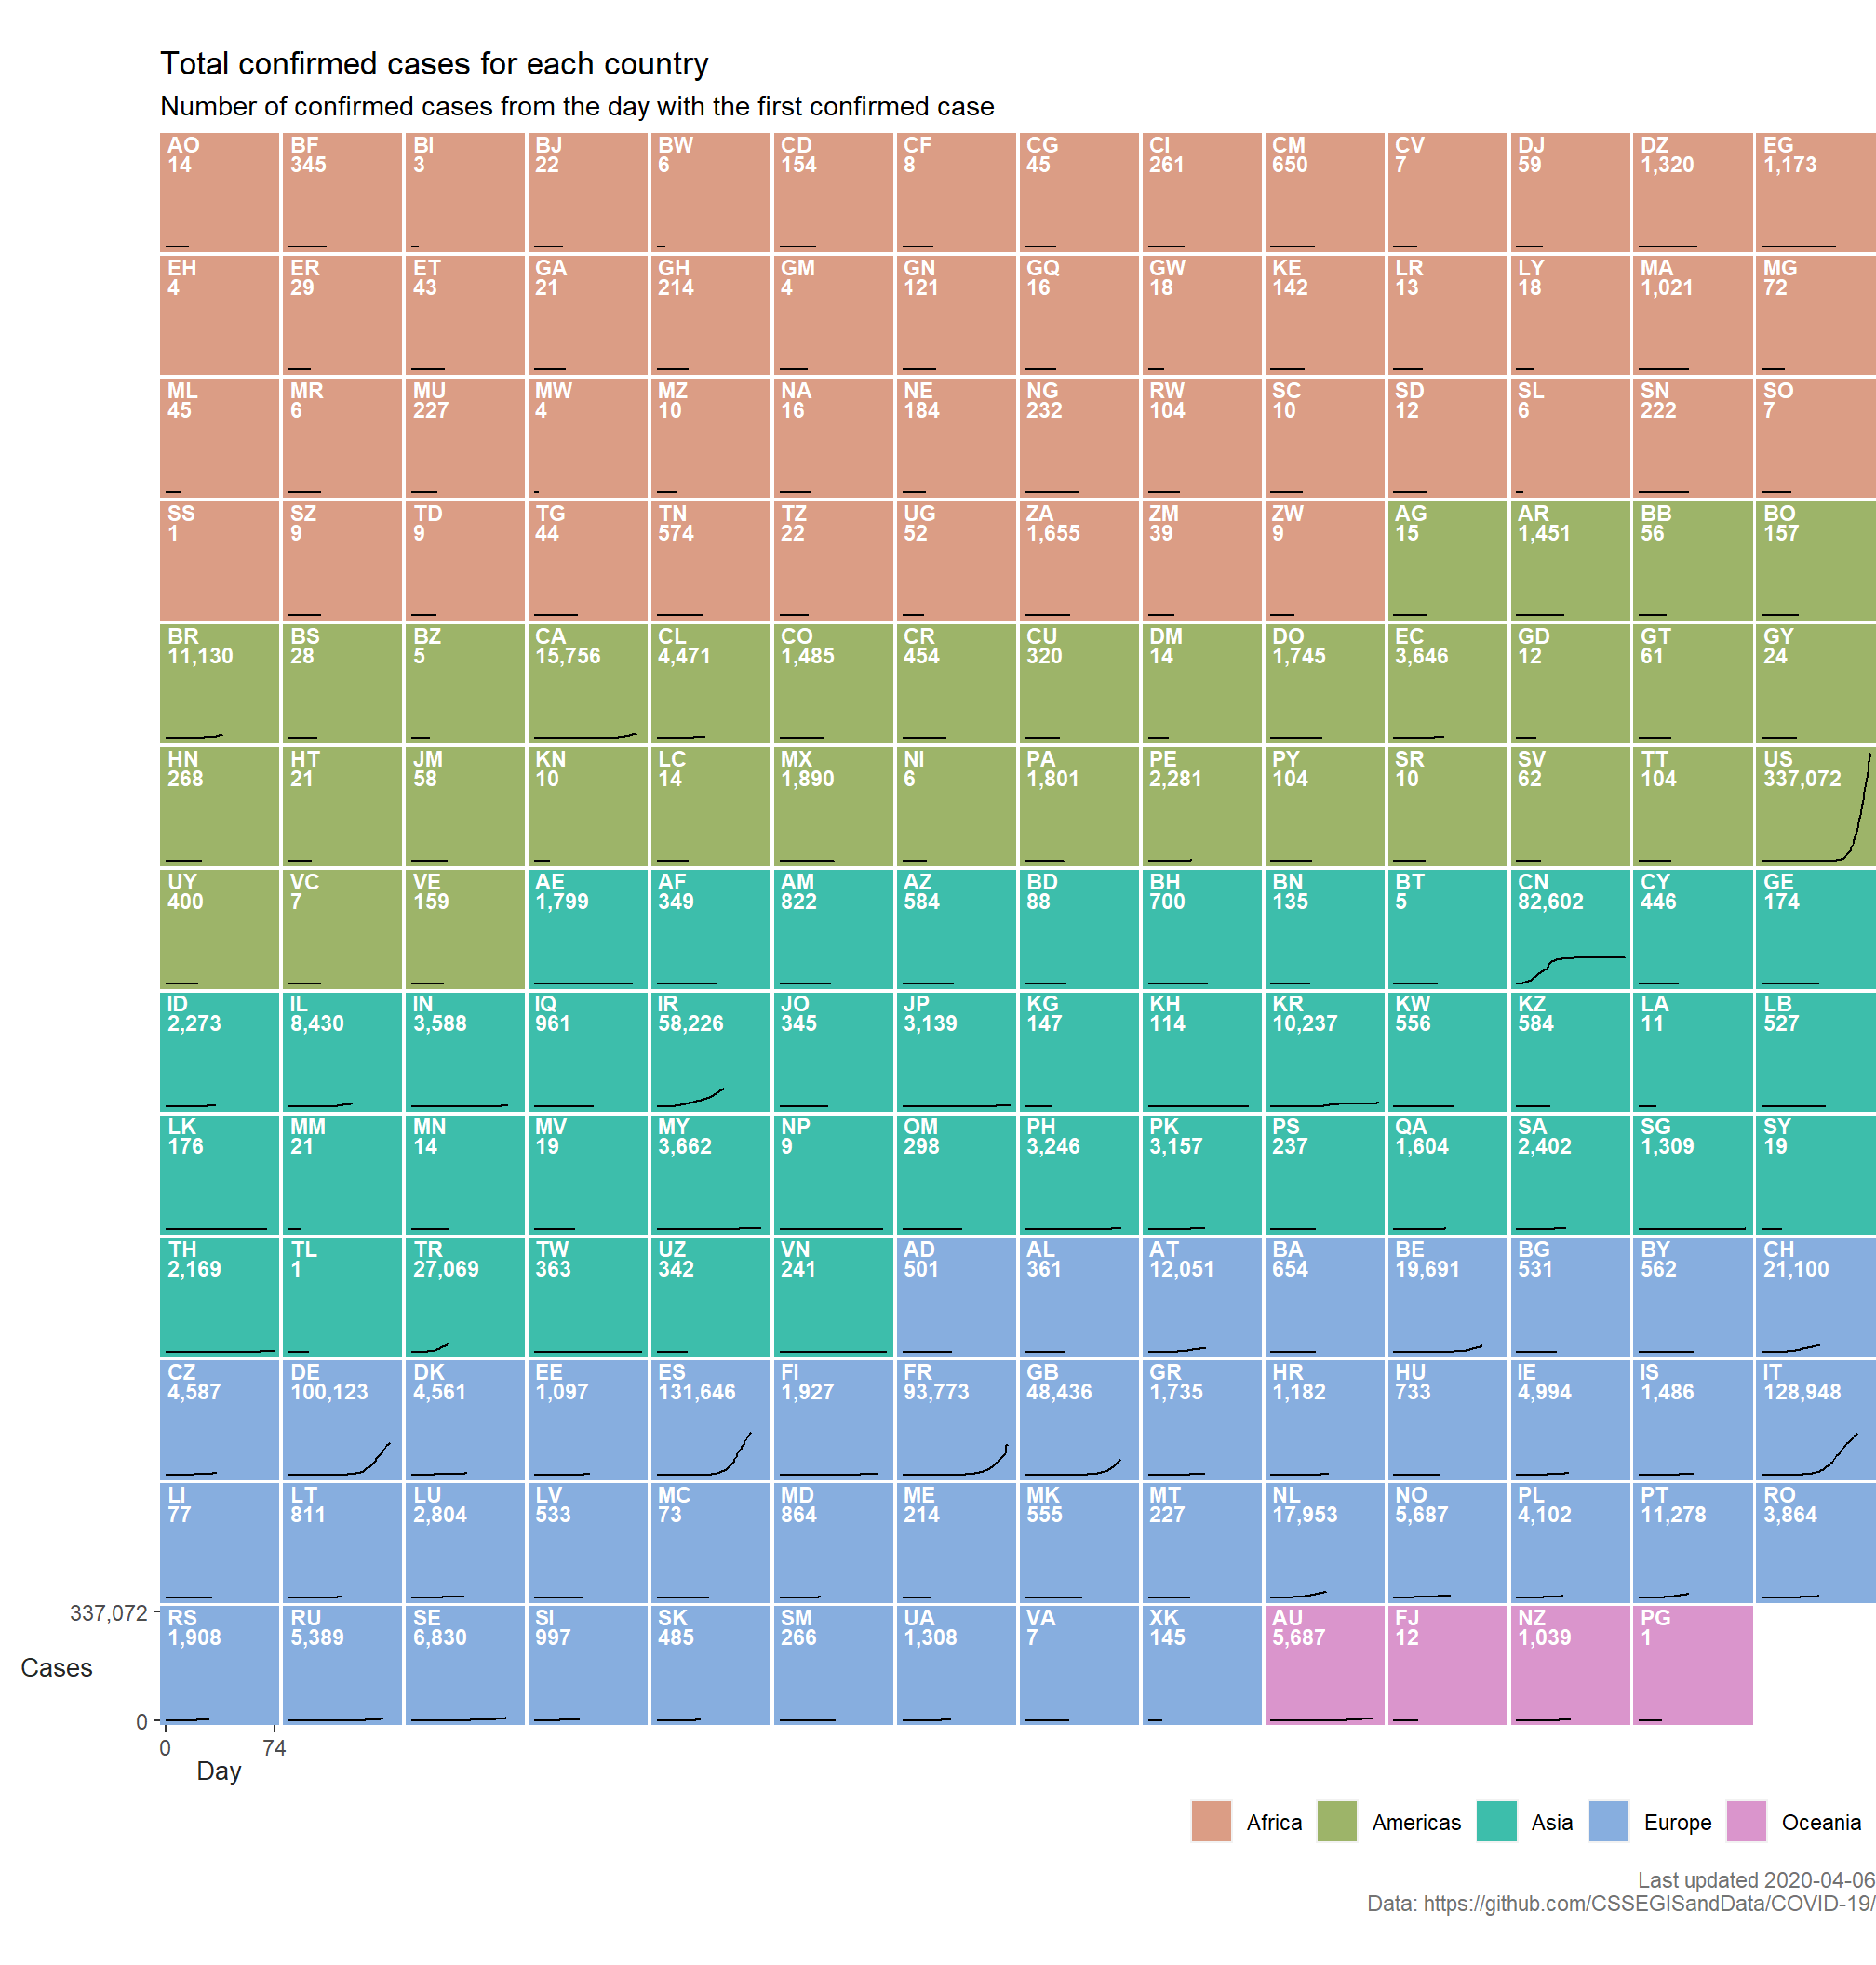 Total confirmed cases for each country
Number of confirmed cases from the day with the first confirmed case
AO BF BI BJ BW CD CF CG CI CM CV DJ DZ EG
14 345 3 22 6 154 8 45 261 650 7 59 1,320 1,173
EH ER ET GA GH GM GN GQ GW KE LR LY MA MG
4 29 43 21 214 4 121 16 18 142 13 18 1,021 72
ML MR MU MW MZ NA NE NG RW SC SD SL SN SO
45 6 227 4 10 16 184 232 104 10 12 6 222 7
SS SZ TD TG TN TZ UG ZA ZM ZW AG AR BB BO
1 9 9 44 574 22 52 1,655 39 9 15 1,451 56 157
BR BS BZ CA CL CO CR CU DM DO EC GD GT GY
11,130 28 5 15,756 4,471 1,485 454 320 14 1,745 3,646 12 61 24
HN HT JM KN LC MX NI PA PE PY SR SV TT US
268 21 58 10 14 1,890 6 1,801 2,281 104 10 62 104 337,072
UY VC VE AE AF AM AZ BD BH BN BT CN CY GE
400 7 159 1,799 349 822 584 88 700 135 5 82,602 446 174
ID IL IN IQ IR JO JP KG KH KR KW KZ LA LB
2,273 8,430 3,588 961 58,226 345 3,139 147 114 10,237 556 584 11 527
LK MM MN MV MY NP OM PH PK PS QA SA SG SY
176 21 14 19 3,662 9 298 3,246 3,157 237 1,604 2,402 1,309 19
TH TL TR TW UZ VN AD AL AT BA BE BG BY CH
2,169 1 27,069 363 342 241 501 361 12,051 654 19,691 531 562 21,100
CZ DE DK EE ES FI FR GB GR HR HU IE IS IT
4,587 100,123 4,561 1,097 131,646 1,927 93,773 48,436 1,735 1,182 733 4,994 1,486 128,948
LI LT LU LV MC MD ME MK MT NL NO PL PT RO
77 811 2,804 533 73 864 214 555 227 17,953 5,687 4,102 11,278 3,864
337,072
RS RU SE SI SK SM UA VA XK AU FJ NZ PG
1,908 5,389 6,830 997 485 266 1,308 7 145 5,687 12 1,039 1
Cases
0
0 74
Day
Africa Americas Asia Europe Oceania
Last updated 2020-04-06
Data: https://github.com/CSSEGISandData/COVID-19/